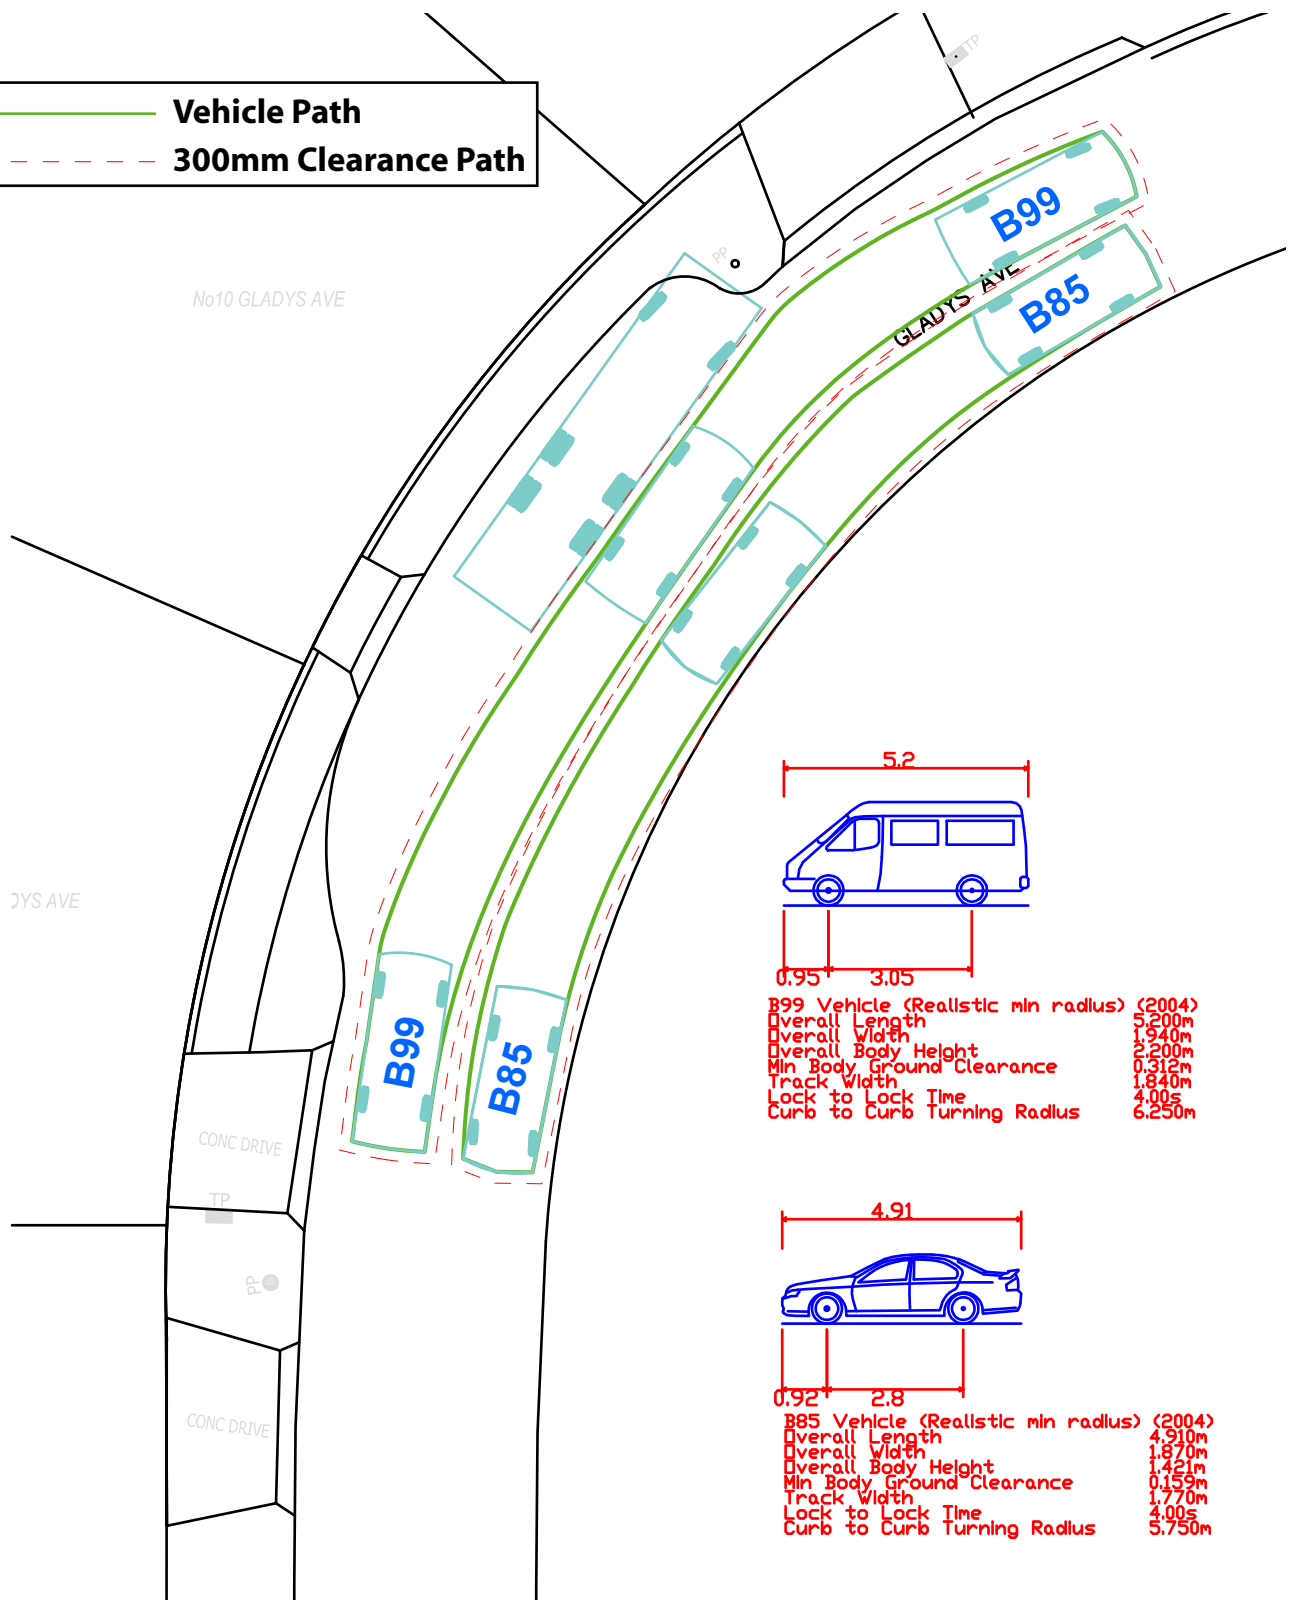 TP
Vehicle Path
300mm Clearance Path
B99
PP
No10 GLADYS AVE
GLADYS AVE
B85
5.2
DYS AVE
0.95 3.05
B99 Vehicle (Realistic min radius) (2004)
Overall Length 5.200m
Overall Width 1.940m
Overall Body Height 2.200m
Min Body Ground Clearance 0.312m
Track Width 1.840m
Lock to Lock Time 4.00s
Curb to Curb Turning Radius 6.250m
B99
B85
CONC DRIVE
TP
PP
4.91
0.92 2.8
CONC DRIVE
B85 Vehicle (Realistic min radius) (2004)
Overall Length 4.910m
Overall Width 1.870m
Overall Body Height 1.421m
Min Body Ground Clearance 0.159m
Track Width 1.770m
Lock to Lock Time 4.00s
Curb to Curb Turning Radius 5.750m